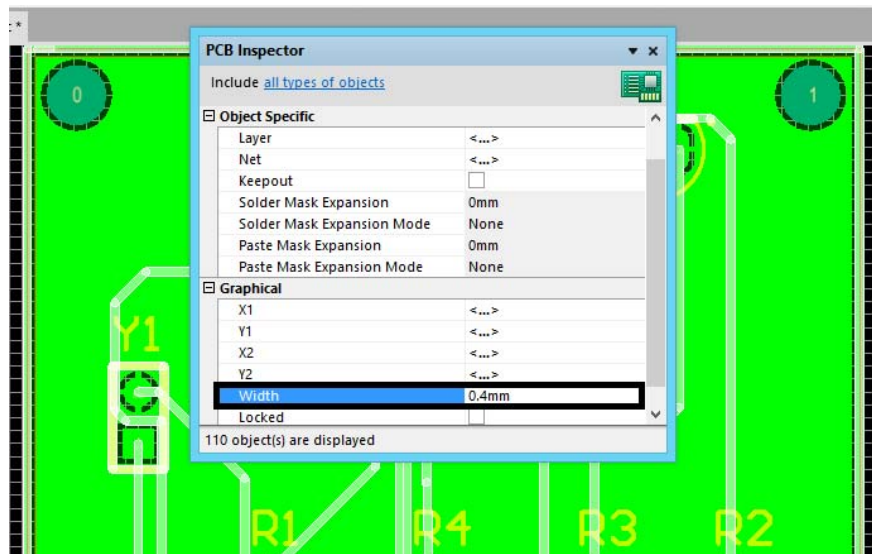 PCB Inspector
Include all types of objects
0
1
Object Specific
Layer <...>
Net <...>
Keepout
Solder Mask Expansion 0mm
Solder Mask Expansion Mode None
Paste Mask Expansion 0mm
Paste Mask Expansion Mode None
Graphical
X1 <...>
Y1 <...>
X2 <...>
Y2 <...>
Width 0.4mm
Locked
110 object(s) are displayed
Y1
R1 R4 R3 R2